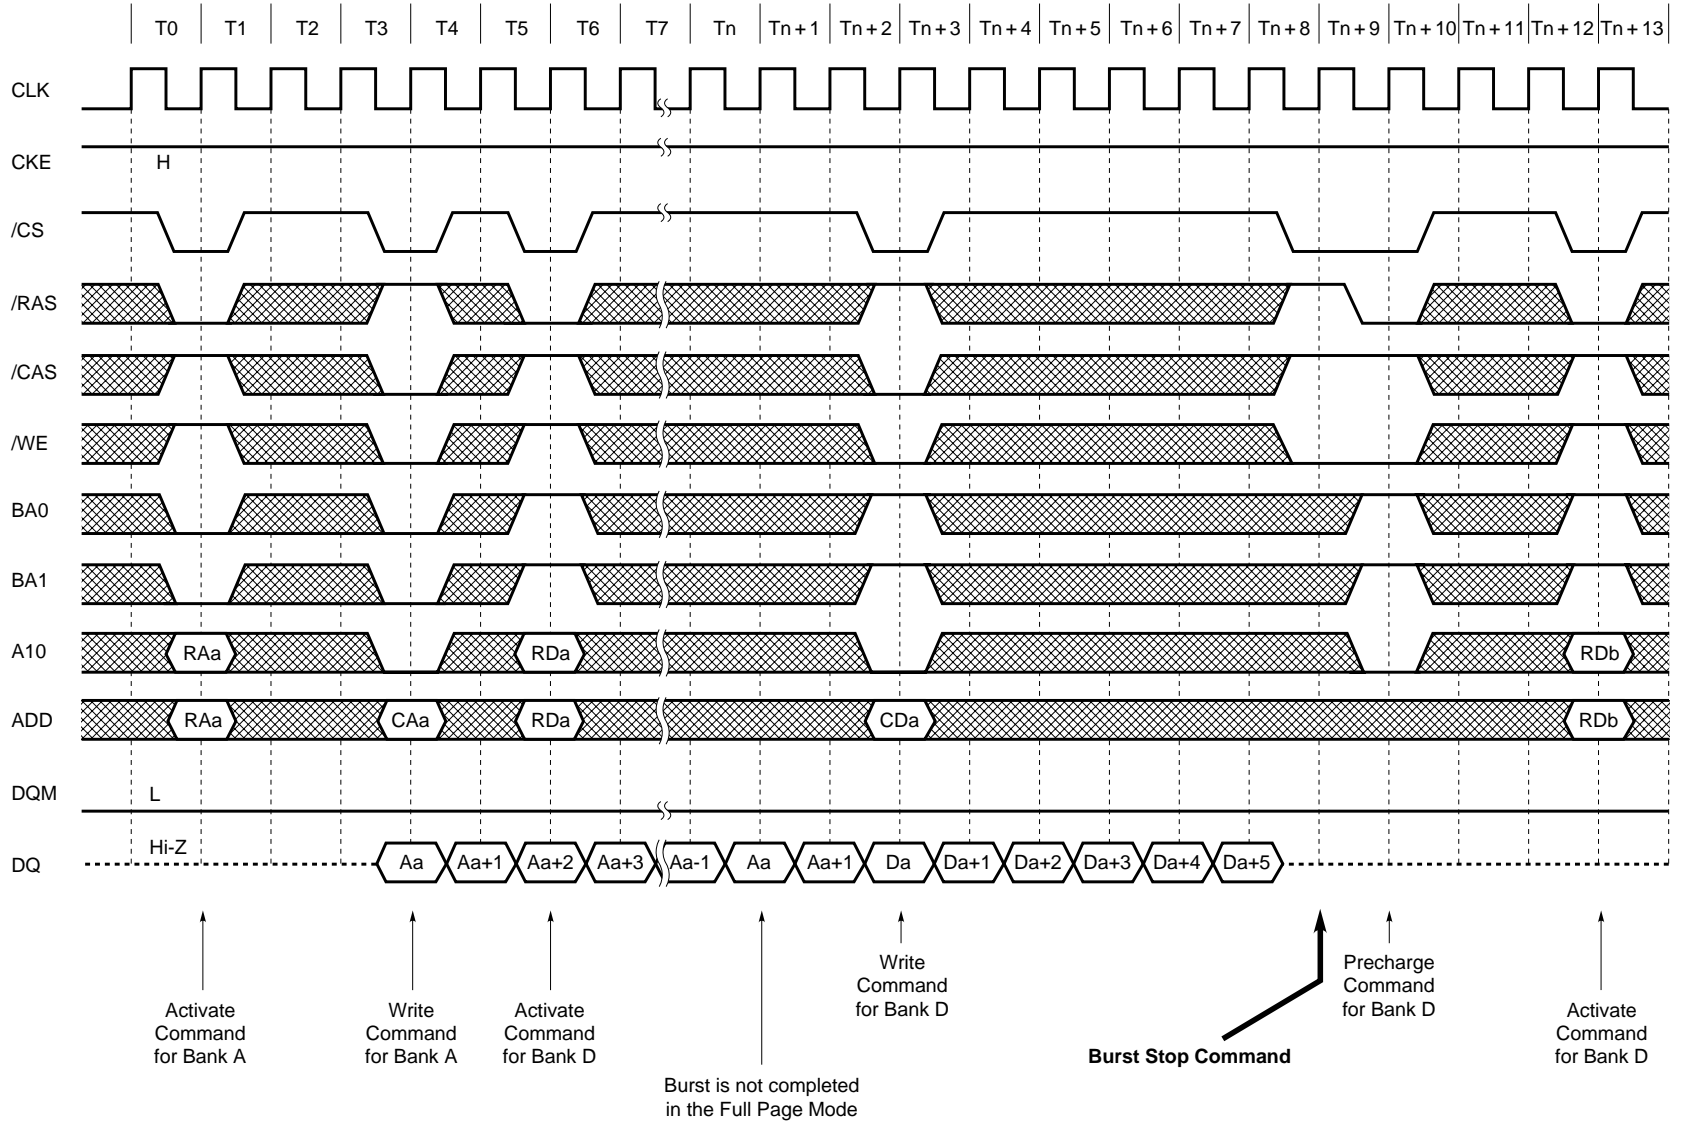 T0 T1 T2 T3 T4 T5 T6 T7 Tn Tn + 1 Tn + 2 Tn + 3 Tn + 4 Tn + 5 Tn + 6 Tn + 7 Tn + 8 Tn + 9 Tn + 10 Tn + 11 Tn + 12 Tn + 13
CLK
CKE H
/CS
/RAS
/CAS
/WE
BA0
BA1
A10 RAa RDa RDb
ADD RAa CAa RDa CDa RDb
DQM L
Hi-Z
DQ Aa Aa+1 Aa+2 Aa+3 Aa-1 Aa Aa+1 Da Da+1 Da+2 Da+3 Da+4 Da+5
Activate
Command
for Bank A
Write
Command
for Bank A
Activate
Command
for Bank D
Burst is not completed
in the Full Page Mode
Write
Command
for Bank D
Burst Stop Command
Precharge
Command
for Bank D
Activate
Command
for Bank D